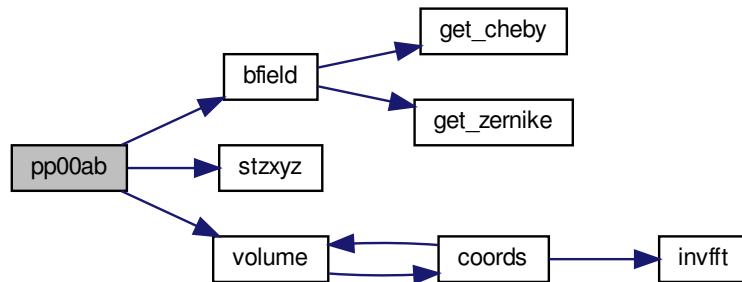 get_cheby
bfield
get_zernike
pp00ab
stzxyz
volume
coords
invfft